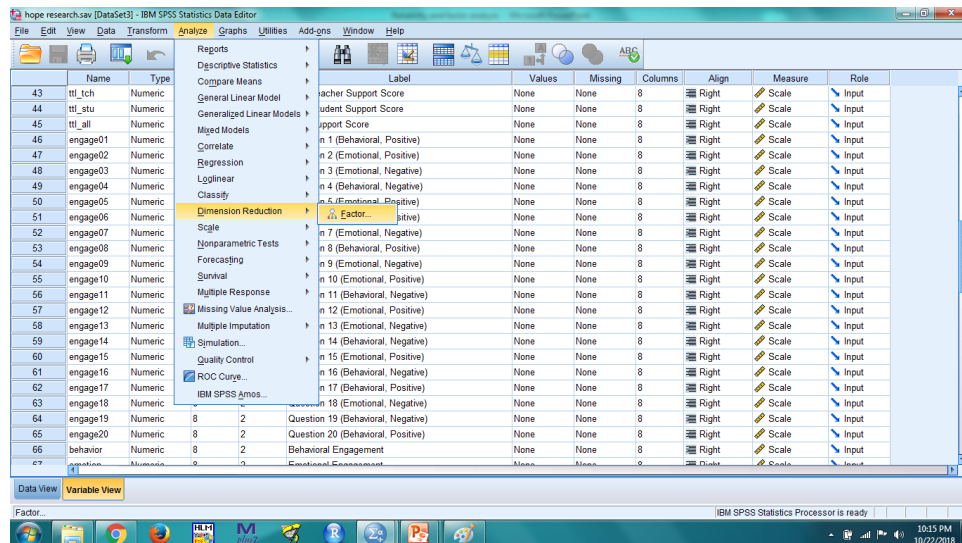 hope research.sav [DataSet3] - IBM SPSS Statistics Data Editor
File Edit View Data Transform Analyze Graphs Utilities Add-ons Window Help
Reports
Descriptive Statistics
Compare Means
General Linear Model
Generalized Linear Models
Mixed Models
Correlate
Regression
Loglinear
Classify
Dimension Reduction
Scale
Nonparametric Tests
Forecasting
Survival
Multiple Response
Missing Value Analysis...
Multiple Imputation
Simulation...
Quality Control
ROC Curve...
IBM SPSS Amos...
Factor...
Name Type Label Values Missing Columns Align Measure Role
43 ttl_tch Numeric eacher Support Score None None 8 Right Scale Input
44 ttl_stu Numeric udent Support Score None None 8 Right Scale Input
45 ttl_all Numeric upport Score None None 8 Right Scale Input
46 engage01 Numeric n 1 (Behavioral, Positive) None None 8 Right Scale Input
47 engage02 Numeric n 2 (Emotional, Positive) None None 8 Right Scale Input
48 engage03 Numeric n 3 (Emotional, Negative) None None 8 Right Scale Input
49 engage04 Numeric n 4 (Behavioral, Negative) None None 8 Right Scale Input
50 engage05 Numeric n 5 (Emotional, Positive) None None 8 Right Scale Input
51 engage06 Numeric sitive) None None 8 Right Scale Input
52 engage07 Numeric n 7 (Emotional, Negative) None None 8 Right Scale Input
53 engage08 Numeric n 8 (Behavioral, Positive) None None 8 Right Scale Input
54 engage09 Numeric n 9 (Emotional, Negative) None None 8 Right Scale Input
55 engage10 Numeric n 10 (Emotional, Positive) None None 8 Right Scale Input
56 engage11 Numeric n 11 (Behavioral, Negative) None None 8 Right Scale Input
57 engage12 Numeric n 12 (Emotional, Positive) None None 8 Right Scale Input
58 engage13 Numeric n 13 (Emotional, Negative) None None 8 Right Scale Input
59 engage14 Numeric n 14 (Behavioral, Negative) None None 8 Right Scale Input
60 engage15 Numeric n 15 (Emotional, Positive) None None 8 Right Scale Input
61 engage16 Numeric n 16 (Behavioral, Negative) None None 8 Right Scale Input
62 engage17 Numeric n 17 (Behavioral, Positive) None None 8 Right Scale Input
63 engage18 Numeric 8 2 Question 18 (Emotional, Negative) None None 8 Right Scale Input
64 engage19 Numeric 8 2 Question 19 (Behavioral, Negative) None None 8 Right Scale Input
65 engage20 Numeric 8 2 Question 20 (Behavioral, Positive) None None 8 Right Scale Input
66 behavior Numeric 8 2 Behavioral Engagement None None 8 Right Scale Input
67 emotion Numeric 8 2 Emotional Engagement None None 8 Right Scale Input
Data View Variable View
Factor... IBM SPSS Statistics Processor is ready
10:15 PM
10/22/2018